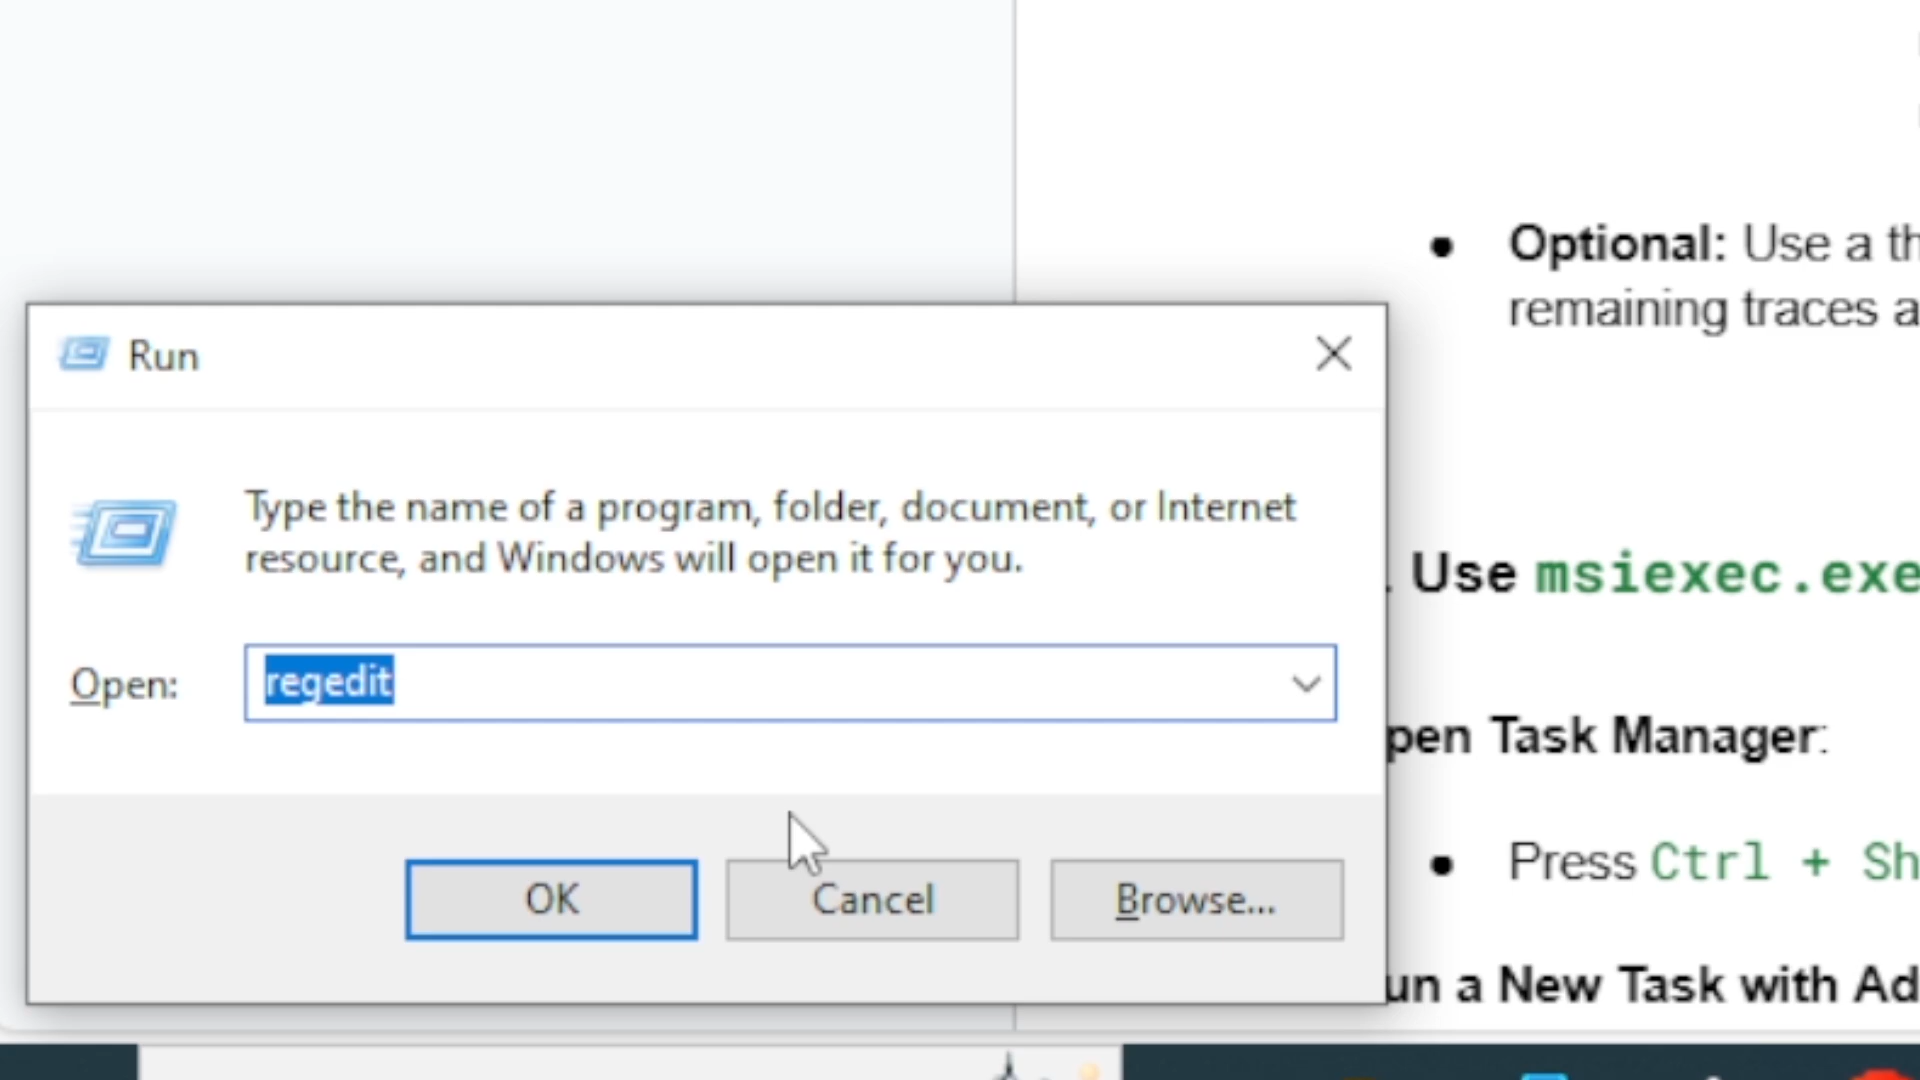 Optional: Use a th
remaining traces a
Run
Type the name of a program, folder, document, or Internet
resource, and Windows will open it for you.
. Use msiexec.exe
Open: regedit
pen Task Manager:
Press Ctrl + Sh
OK Cancel Browse...
un a New Task with Ad